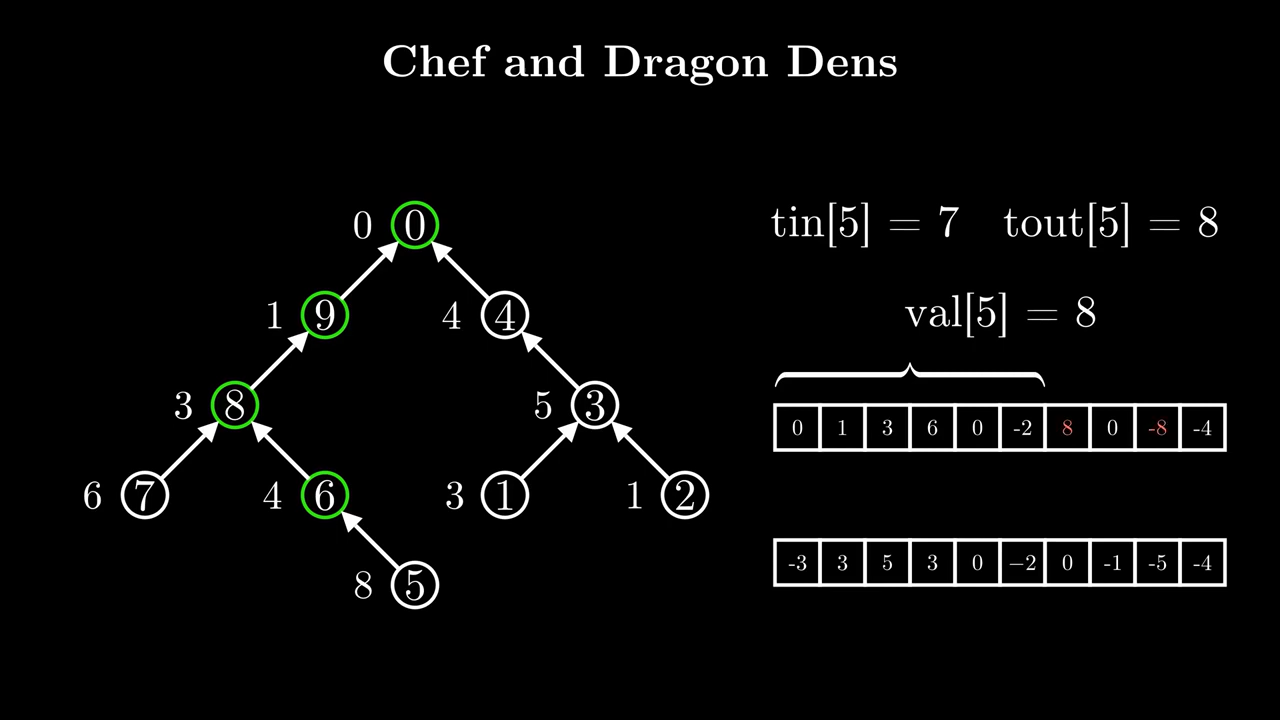 Chef and Dragon Dens
tin[5] = 7 tout[5] = 8
val[5] = 8
0 0
1 9 4 4
3 8 5 3
6 7 4 6 3 1 1 2
8 5
0 1 3 6 0 -2 8 0 -8 -4
-3 3 5 3 0 −2 0 -1 -5 -4